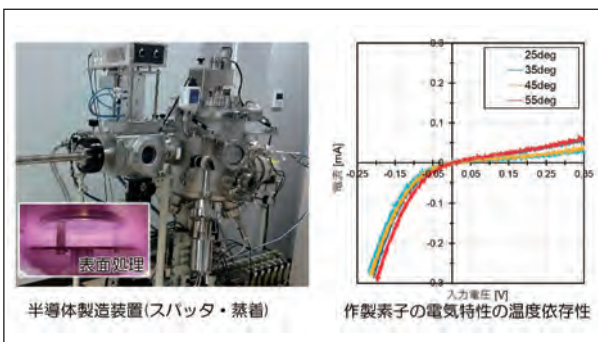 表面処理
半導体製造装置(スパッタ・蒸着)
25deg
35deg
45deg
55deg
0.3
0.1
0.0
-0.1
-0.2
-0.3
-0.25 -0.15 -0.05 0.05 0.15 0.25 0.35
電流 [mA]
入力電圧 [V]
作製素子の電気特性の温度依存性